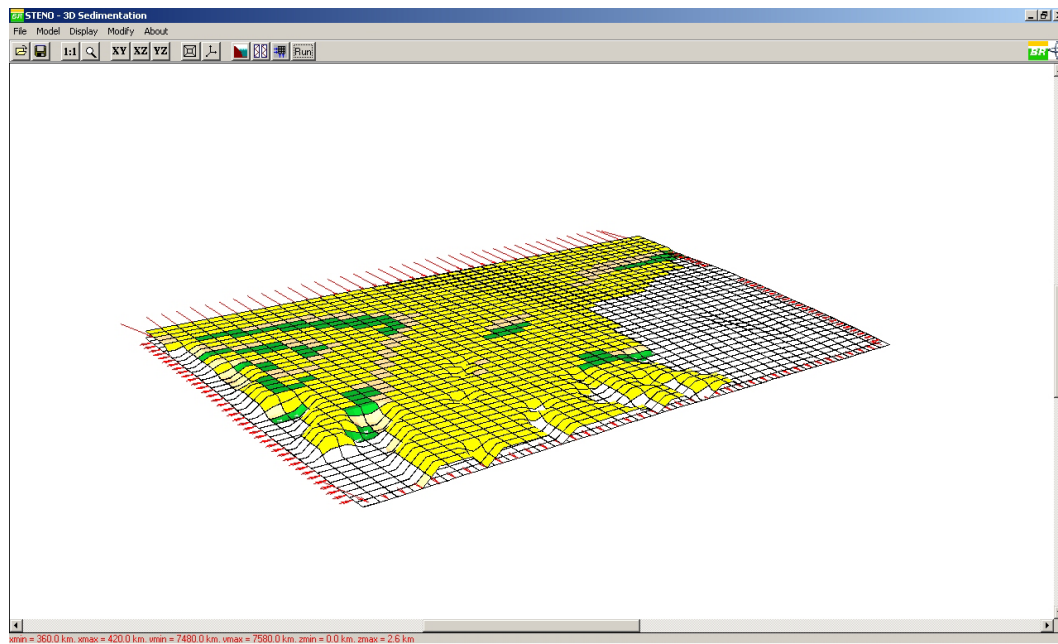 STENO - 3D Sedimentation
File Model Display Modify About
1:1 XY XZ YZ Run
BR
xmin = 360.0 km. xmax = 420.0 km. ymin = 7480.0 km. ymax = 7580.0 km. zmin = 0.0 km. zmax = 2.6 km